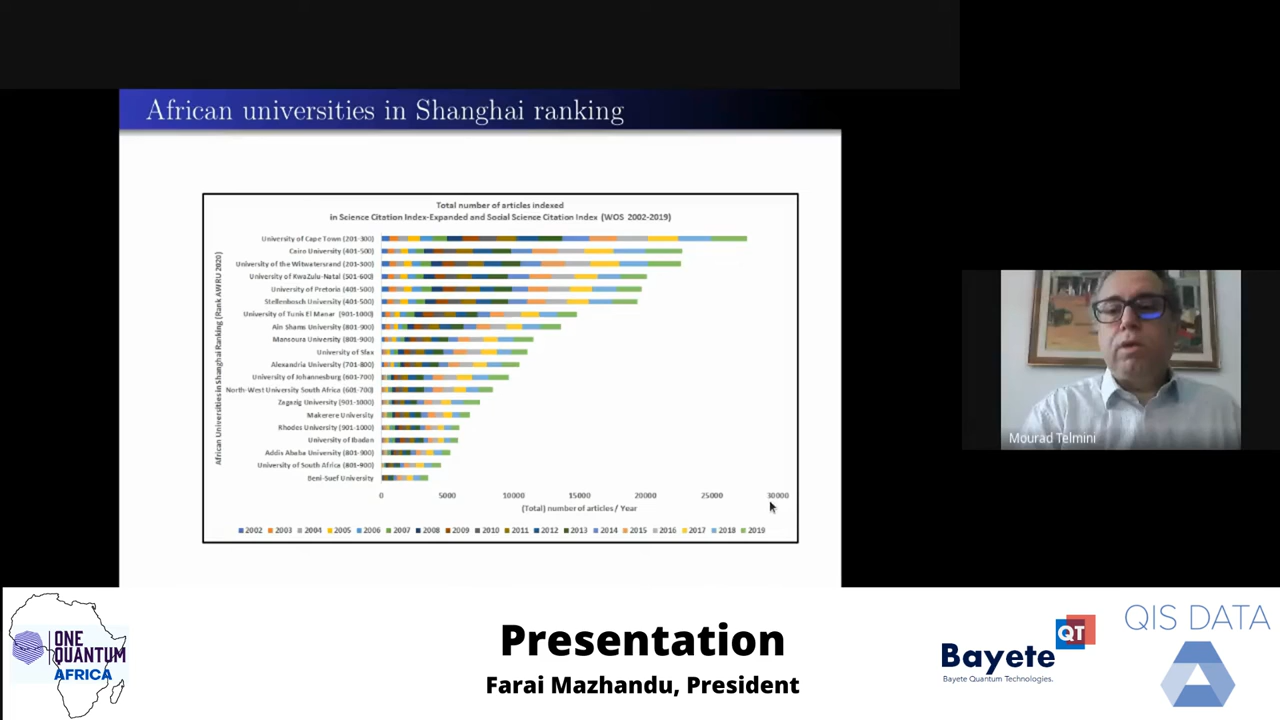 African universities in Shanghai ranking
Total number of articles indexed
in Science Citation Index-Expanded and Social Science Citation Index (WOS 2002-2019)
African Universities in Shanghai Ranking (Rank AWRU 2020)
University of Cape Town (201-300)
Cairo University (401-500)
University of the Witwatersrand (201-300)
University of KwaZulu-Natal (501-600)
University of Pretoria (401-500)
Stellenbosch University (401-500)
University of Tunis El Manar (901-1000)
Ain Shams University (801-900)
Mansoura University (801-900)
University of Sfax
Alexandria University (701-800)
University of Johannesburg (601-700)
North-West University South Africa (601-700)
Zagazig University (901-1000)
Makerere University
Rhodes University (901-1000)
University of Ibadan
Addis Ababa University (801-900)
University of South Africa (801-900)
Beni-Suef University
0 5000 10000 15000 20000 25000 30000
(Total) number of articles / Year
2002 2003 2004 2005 2006 2007 2008 2009 2010 2011 2012 2013 2014 2015 2016 2017 2018 2019
Mourad Telmini
ONE
QUANTUM
AFRICA
Presentation
Farai Mazhandu, President
Bayete QT
Bayete Quantum Technologies.
QIS DATA